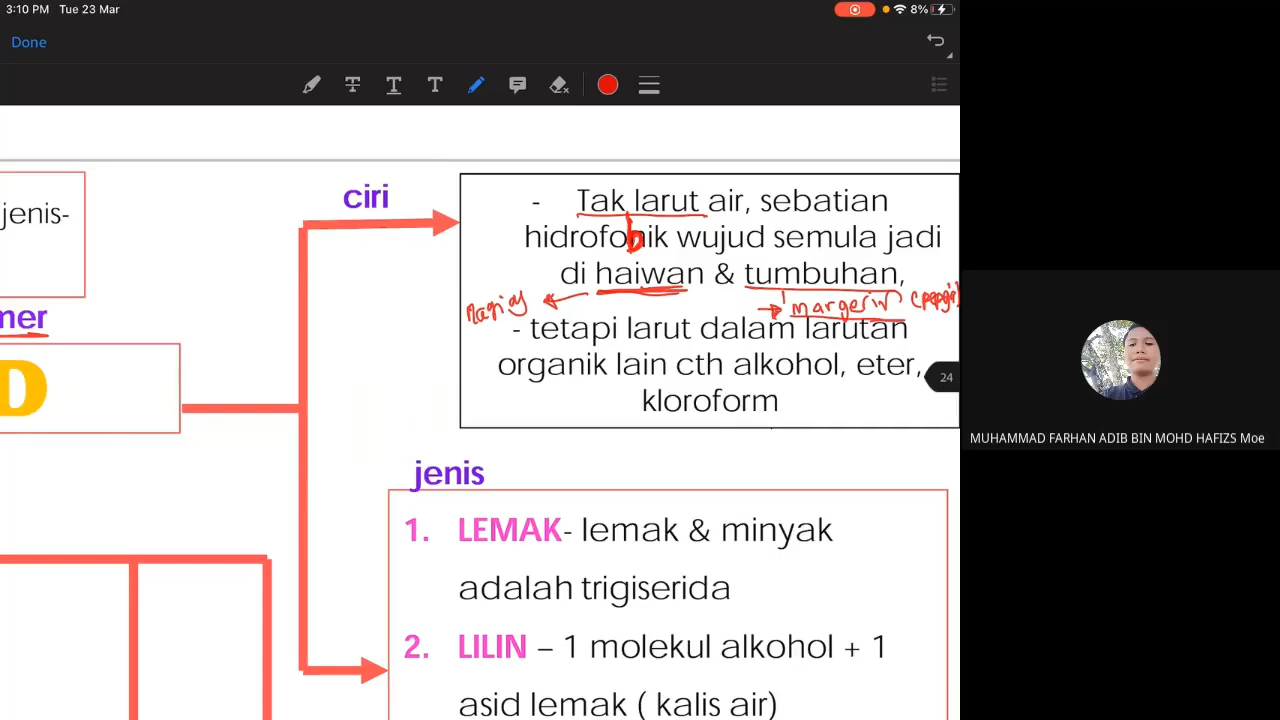 3:10 PM Tue 23 Mar
8%
Done
T T T
ciri
jenis-
- Tak larut air, sebatian
hidrofobik wujud semula jadi
di haiwan & tumbuhan,
→ margerin
- tetapi larut dalam larutan
organik lain cth alkohol, eter,
kloroform
mer
D
24
MUHAMMAD FARHAN ADIB BIN MOHD HAFIZS Moe
jenis
1. LEMAK- lemak & minyak
adalah trigiserida
2. LILIN – 1 molekul alkohol + 1
asid lemak ( kalis air)